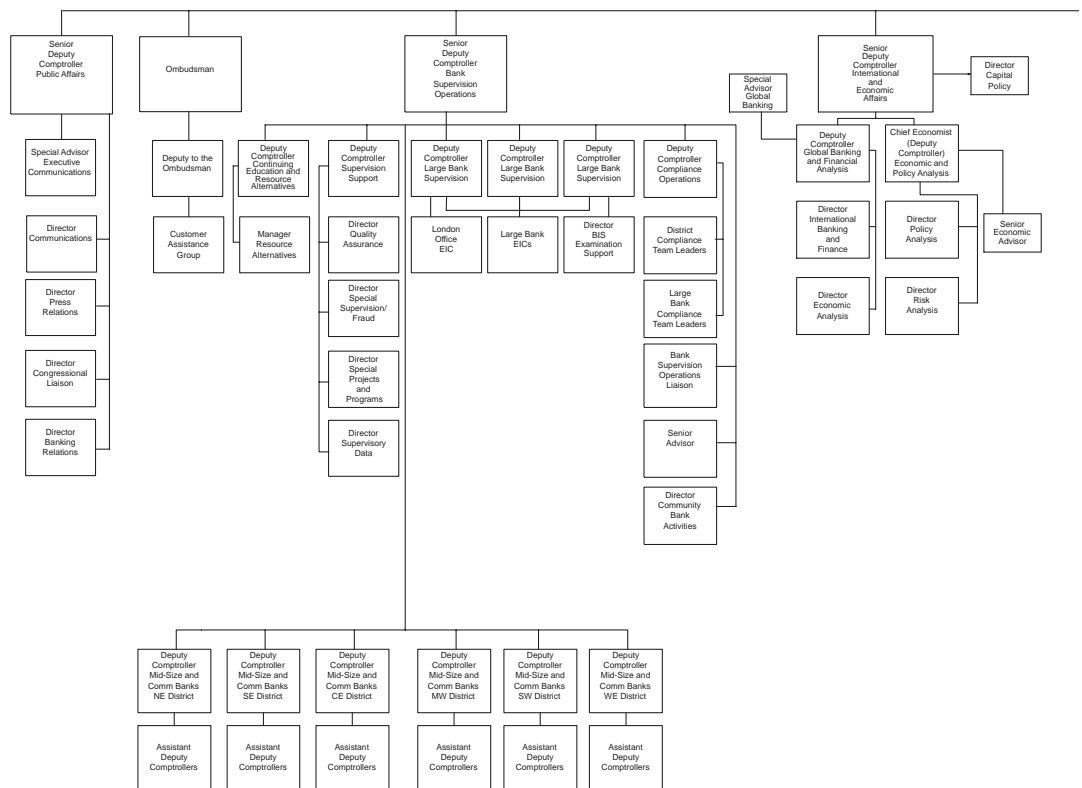 Senior
Deputy
Comptroller
Public Affairs
Special Advisor
Executive
Communications
Director
Communications
Director
Press
Relations
Director
Congressional
Liaison
Director
Banking
Relations
Ombudsman
Deputy to the
Ombudsman
Customer
Assistance
Group
Senior
Deputy
Comptroller
Bank
Supervision
Operations
Deputy
Comptroller
Continuing
Education and
Resource
Alternatives
Manager
Resource
Alternatives
Deputy
Comptroller
Supervision
Support
Director
Quality
Assurance
Director
Special
Supervision/
Fraud
Director
Special
Projects
and
Programs
Director
Supervisory
Data
Deputy
Comptroller
Large Bank
Supervision
Deputy
Comptroller
Large Bank
Supervision
Deputy
Comptroller
Large Bank
Supervision
London
Office
EIC
Large Bank
EICs
Director
BIS
Examination
Support
Deputy
Comptroller
Compliance
Operations
District
Compliance
Team Leaders
Large
Bank
Compliance
Team Leaders
Bank
Supervision
Operations
Liaison
Senior
Advisor
Director
Community
Bank
Activities
Deputy
Comptroller
Mid-Size and
Comm Banks
NE District
Deputy
Comptroller
Mid-Size and
Comm Banks
SE District
Deputy
Comptroller
Mid-Size and
Comm Banks
CE District
Deputy
Comptroller
Mid-Size and
Comm Banks
MW District
Deputy
Comptroller
Mid-Size and
Comm Banks
SW District
Deputy
Comptroller
Mid-Size and
Comm Banks
WE District
Assistant
Deputy
Comptrollers
Assistant
Deputy
Comptrollers
Assistant
Deputy
Comptrollers
Assistant
Deputy
Comptrollers
Assistant
Deputy
Comptrollers
Assistant
Deputy
Comptrollers
Senior
Deputy
Comptroller
International
and
Economic
Affairs
Director
Capital
Policy
Special
Advisor
Global
Banking
Deputy
Comptroller
Global Banking
and Financial
Analysis
Chief Economist
(Deputy
Comptroller)
Economic and
Policy Analysis
Director
International
Banking
and
Finance
Director
Policy
Analysis
Senior
Economic
Advisor
Director
Economic
Analysis
Director
Risk
Analysis